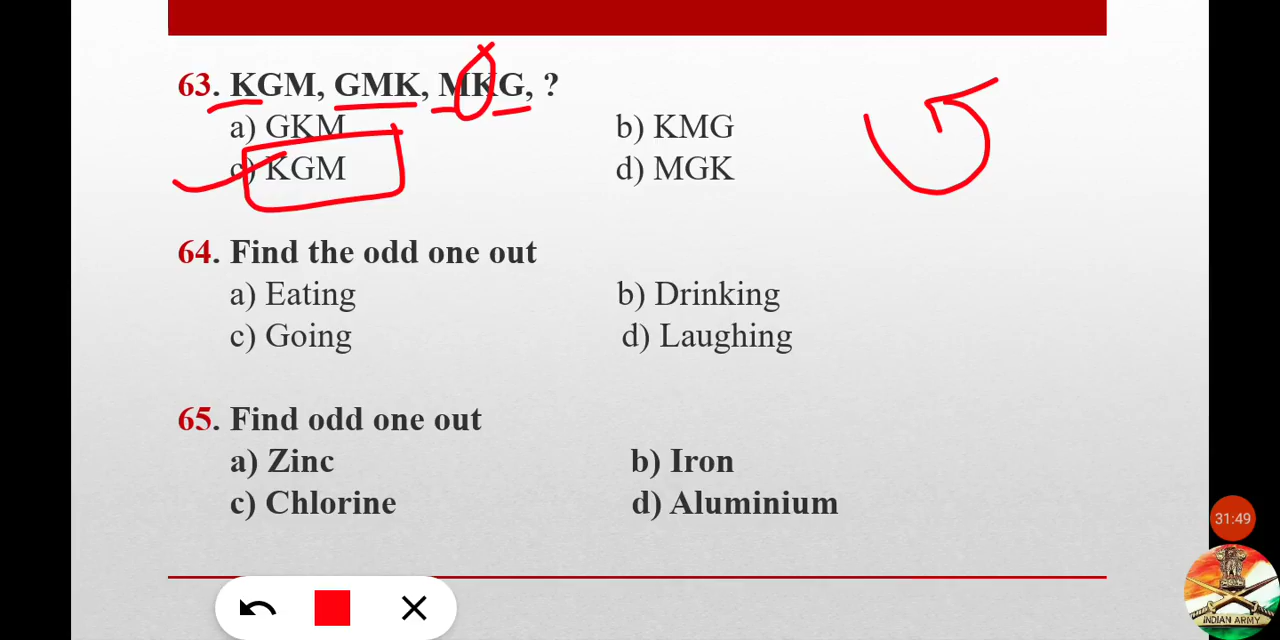 63. KGM, GMK, MKG, ?
a) GKM b) KMG
c) KGM d) MGK
64. Find the odd one out
a) Eating b) Drinking
c) Going d) Laughing
65. Find odd one out
a) Zinc b) Iron
c) Chlorine d) Aluminium
31:49
INDIAN ARMY